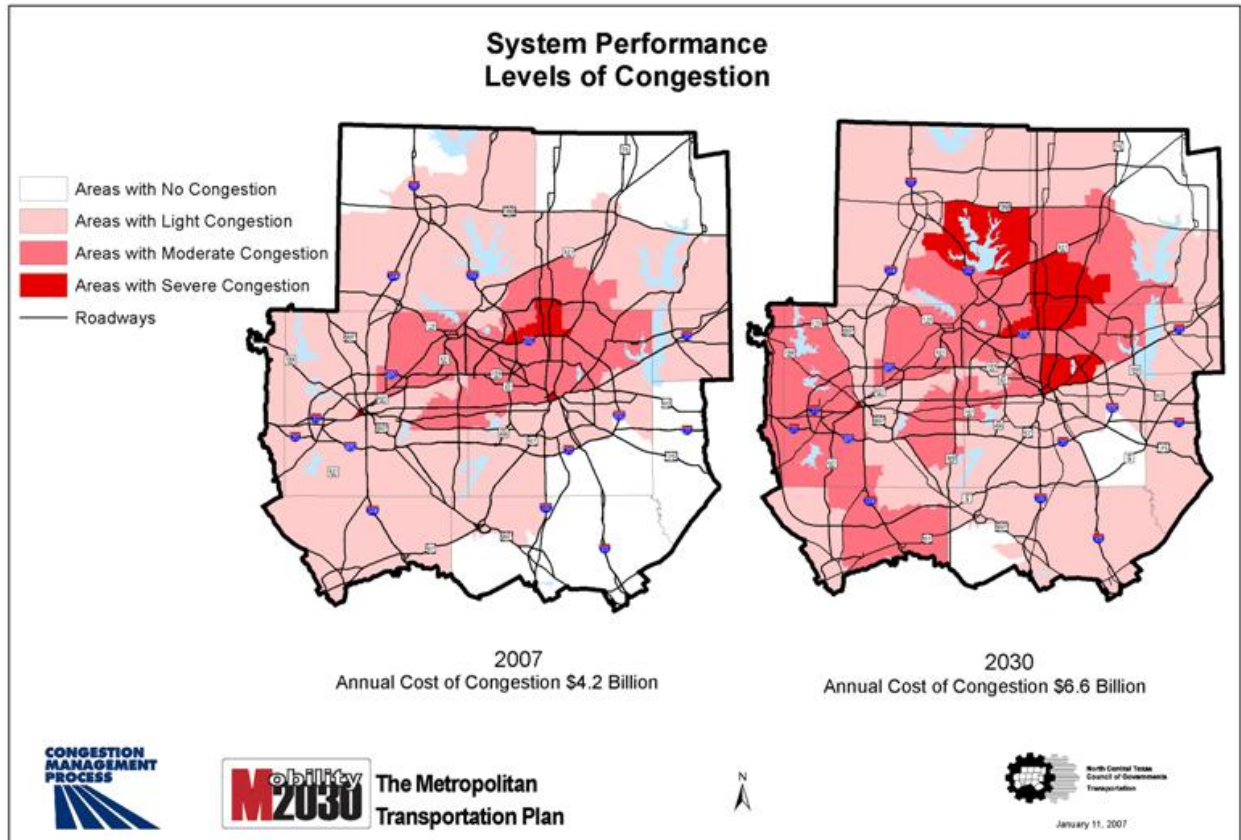 System Performance
Levels of Congestion
Areas with No Congestion
Areas with Light Congestion
Areas with Moderate Congestion
Areas with Severe Congestion
Roadways
2007
Annual Cost of Congestion $4.2 Billion
2030
Annual Cost of Congestion $6.6 Billion
CONGESTION
MANAGEMENT
PROCESS
Mobility
2030
The Metropolitan
Transportation Plan
N
North Central Texas
Council of Governments
Transportation
January 11, 2007